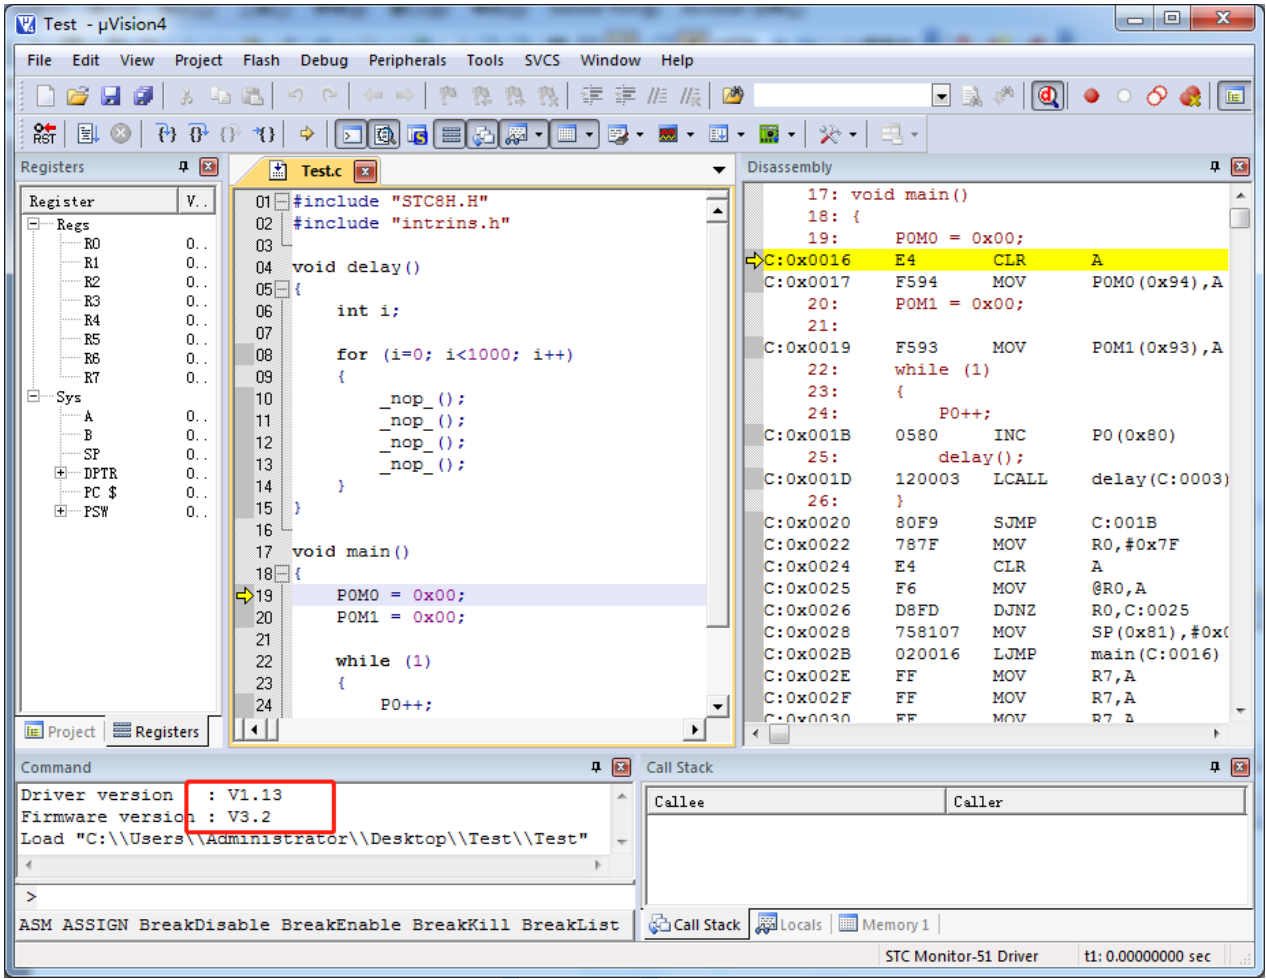 Test - µVision4
File Edit View Project Flash Debug Peripherals Tools SVCS Window Help
RST
Registers
Register V..
Regs
R0 0..
R1 0..
R2 0..
R3 0..
R4 0..
R5 0..
R6 0..
R7 0..
Sys
A 0..
B 0..
SP 0..
DPTR 0..
PC $ 0..
PSW 0..
Project Registers
Test.c
01 #include "STC8H.H"
02 #include "intrins.h"
03
04 void delay()
05 {
06 int i;
07
08 for (i=0; i<1000; i++)
09 {
10 _nop_();
11 _nop_();
12 _nop_();
13 _nop_();
14 }
15 }
16
17 void main()
18 {
19 P0M0 = 0x00;
20 P0M1 = 0x00;
21
22 while (1)
23 {
24 P0++;
Disassembly
17: void main()
18: {
19: P0M0 = 0x00;
C:0x0016 E4 CLR A
C:0x0017 F594 MOV P0M0(0x94),A
20: P0M1 = 0x00;
21:
C:0x0019 F593 MOV P0M1(0x93),A
22: while (1)
23: {
24: P0++;
C:0x001B 0580 INC P0(0x80)
25: delay();
C:0x001D 120003 LCALL delay(C:0003)
26: }
C:0x0020 80F9 SJMP C:001B
C:0x0022 787F MOV R0,#0x7F
C:0x0024 E4 CLR A
C:0x0025 F6 MOV @R0,A
C:0x0026 D8FD DJNZ R0,C:0025
C:0x0028 758107 MOV SP(0x81),#0x0
C:0x002B 020016 LJMP main(C:0016)
C:0x002E FF MOV R7,A
C:0x002F FF MOV R7,A
C:0x0030 FF MOV R7,A
Command
Driver version : V1.13
Firmware version : V3.2
Load "C:\\Users\\Administrator\\Desktop\\Test\\Test"
>
ASM ASSIGN BreakDisable BreakEnable BreakKill BreakList
Call Stack
Callee Caller
Call Stack Locals Memory 1
STC Monitor-51 Driver t1: 0.00000000 sec